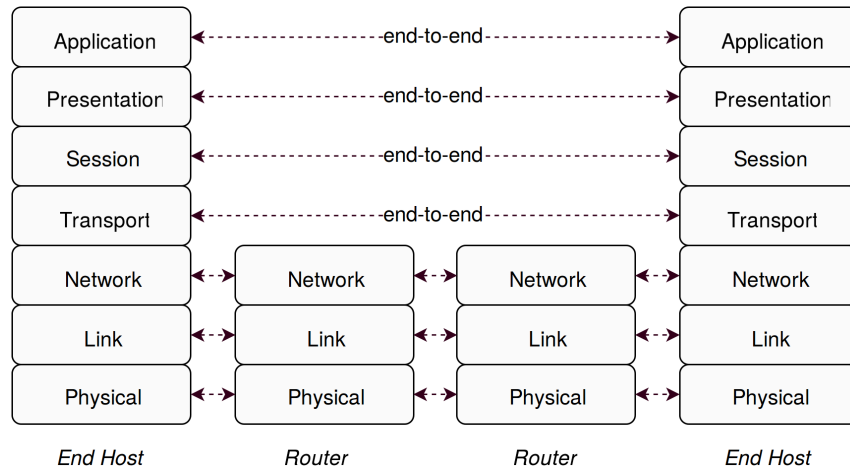 Application end-to-end Application
Presentation end-to-end Presentation
Session end-to-end Session
Transport end-to-end Transport
Network Network Network Network
Link Link Link Link
Physical Physical Physical Physical
End Host Router Router End Host